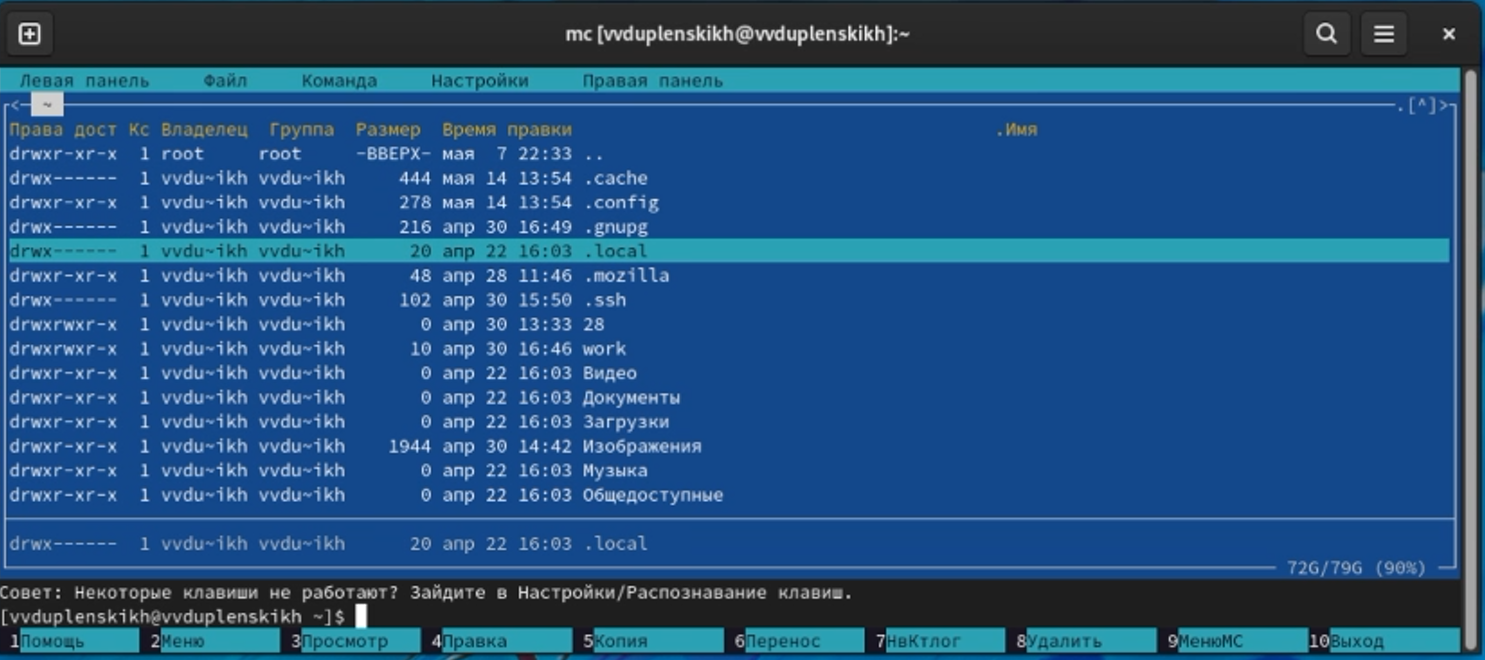 mc [vvduplenskikh@vvduplenskikh]:~
Левая панель Файл Команда Настройки Правая панель
<- ~ .[^]>
Права дост Кс Владелец Группа Размер Время правки .Имя
drwxr-xr-x 1 root root -ВВЕРХ- мая 7 22:33 ..
drwx------ 1 vvdu~ikh vvdu~ikh 444 мая 14 13:54 .cache
drwxr-xr-x 1 vvdu~ikh vvdu~ikh 278 мая 14 13:54 .config
drwx------ 1 vvdu~ikh vvdu~ikh 216 апр 30 16:49 .gnupg
drwx------ 1 vvdu~ikh vvdu~ikh 20 апр 22 16:03 .local
drwxr-xr-x 1 vvdu~ikh vvdu~ikh 48 апр 28 11:46 .mozilla
drwx------ 1 vvdu~ikh vvdu~ikh 102 апр 30 15:50 .ssh
drwxrwxr-x 1 vvdu~ikh vvdu~ikh 0 апр 30 13:33 28
drwxrwxr-x 1 vvdu~ikh vvdu~ikh 10 апр 30 16:46 work
drwxr-xr-x 1 vvdu~ikh vvdu~ikh 0 апр 22 16:03 Видео
drwxr-xr-x 1 vvdu~ikh vvdu~ikh 0 апр 22 16:03 Документы
drwxr-xr-x 1 vvdu~ikh vvdu~ikh 0 апр 22 16:03 Загрузки
drwxr-xr-x 1 vvdu~ikh vvdu~ikh 1944 апр 30 14:42 Изображения
drwxr-xr-x 1 vvdu~ikh vvdu~ikh 0 апр 22 16:03 Музыка
drwxr-xr-x 1 vvdu~ikh vvdu~ikh 0 апр 22 16:03 Общедоступные
drwx------ 1 vvdu~ikh vvdu~ikh 20 апр 22 16:03 .local
72G/79G (90%)
Совет: Некоторые клавиши не работают? Зайдите в Настройки/Распознавание клавиш.
[vvduplenskikh@vvduplenskikh ~]$
1Помощь 2Меню 3Просмотр 4Правка 5Копия 6Перенос 7НвКтлог 8Удалить 9МенюМС 10Выход